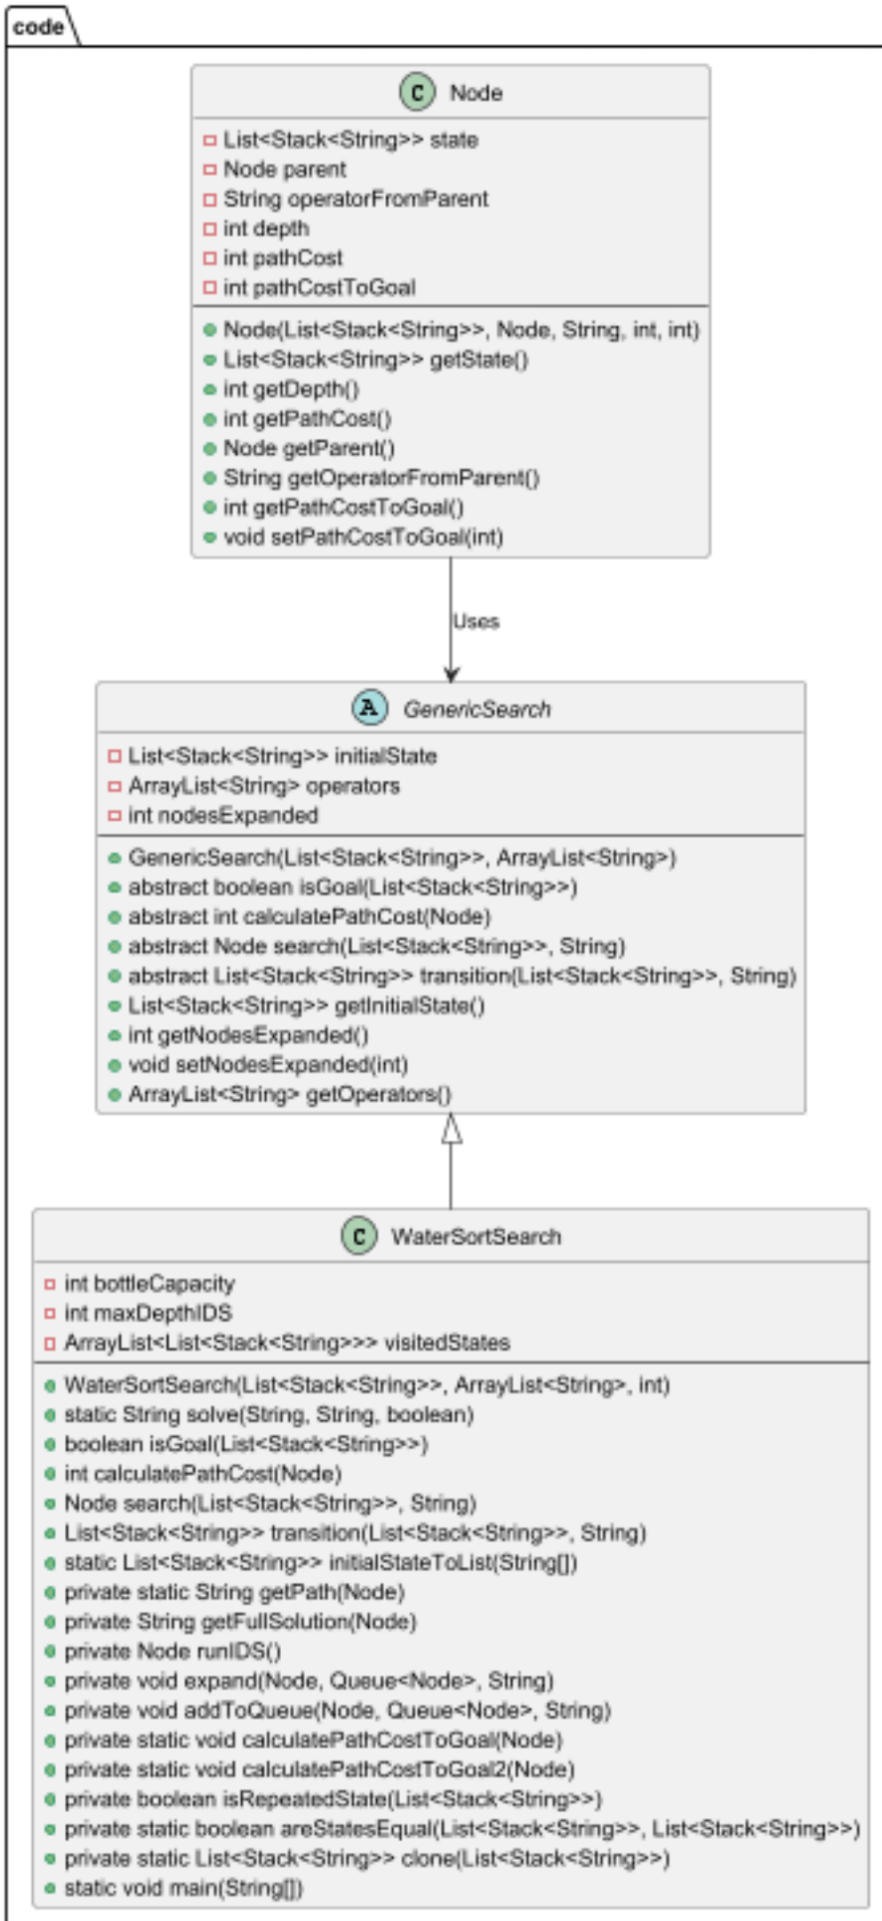 code
C Node
List<Stack<String>> state
Node parent
String operatorFromParent
int depth
int pathCost
int pathCostToGoal
Node(List<Stack<String>>, Node, String, int, int)
List<Stack<String>> getState()
int getDepth()
int getPathCost()
Node getParent()
String getOperatorFromParent()
int getPathCostToGoal()
void setPathCostToGoal(int)
Uses
A GenericSearch
List<Stack<String>> initialState
ArrayList<String> operators
int nodesExpanded
GenericSearch(List<Stack<String>>, ArrayList<String>)
abstract boolean isGoal(List<Stack<String>>)
abstract int calculatePathCost(Node)
abstract Node search(List<Stack<String>>, String)
abstract List<Stack<String>> transition(List<Stack<String>>, String)
List<Stack<String>> getInitialState()
int getNodesExpanded()
void setNodesExpanded(int)
ArrayList<String> getOperators()
C WaterSortSearch
int bottleCapacity
int maxDepthIDS
ArrayList<List<Stack<String>>> visitedStates
WaterSortSearch(List<Stack<String>>, ArrayList<String>, int)
static String solve(String, String, boolean)
boolean isGoal(List<Stack<String>>)
int calculatePathCost(Node)
Node search(List<Stack<String>>, String)
List<Stack<String>> transition(List<Stack<String>>, String)
static List<Stack<String>> initialStateToList(String[])
private static String getPath(Node)
private String getFullSolution(Node)
private Node runIDS()
private void expand(Node, Queue<Node>, String)
private void addToQueue(Node, Queue<Node>, String)
private static void calculatePathCostToGoal(Node)
private static void calculatePathCostToGoal2(Node)
private boolean isRepeatedState(List<Stack<String>>)
private static boolean areStatesEqual(List<Stack<String>>, List<Stack<String>>)
private static List<Stack<String>> clone(List<Stack<String>>)
static void main(String[])